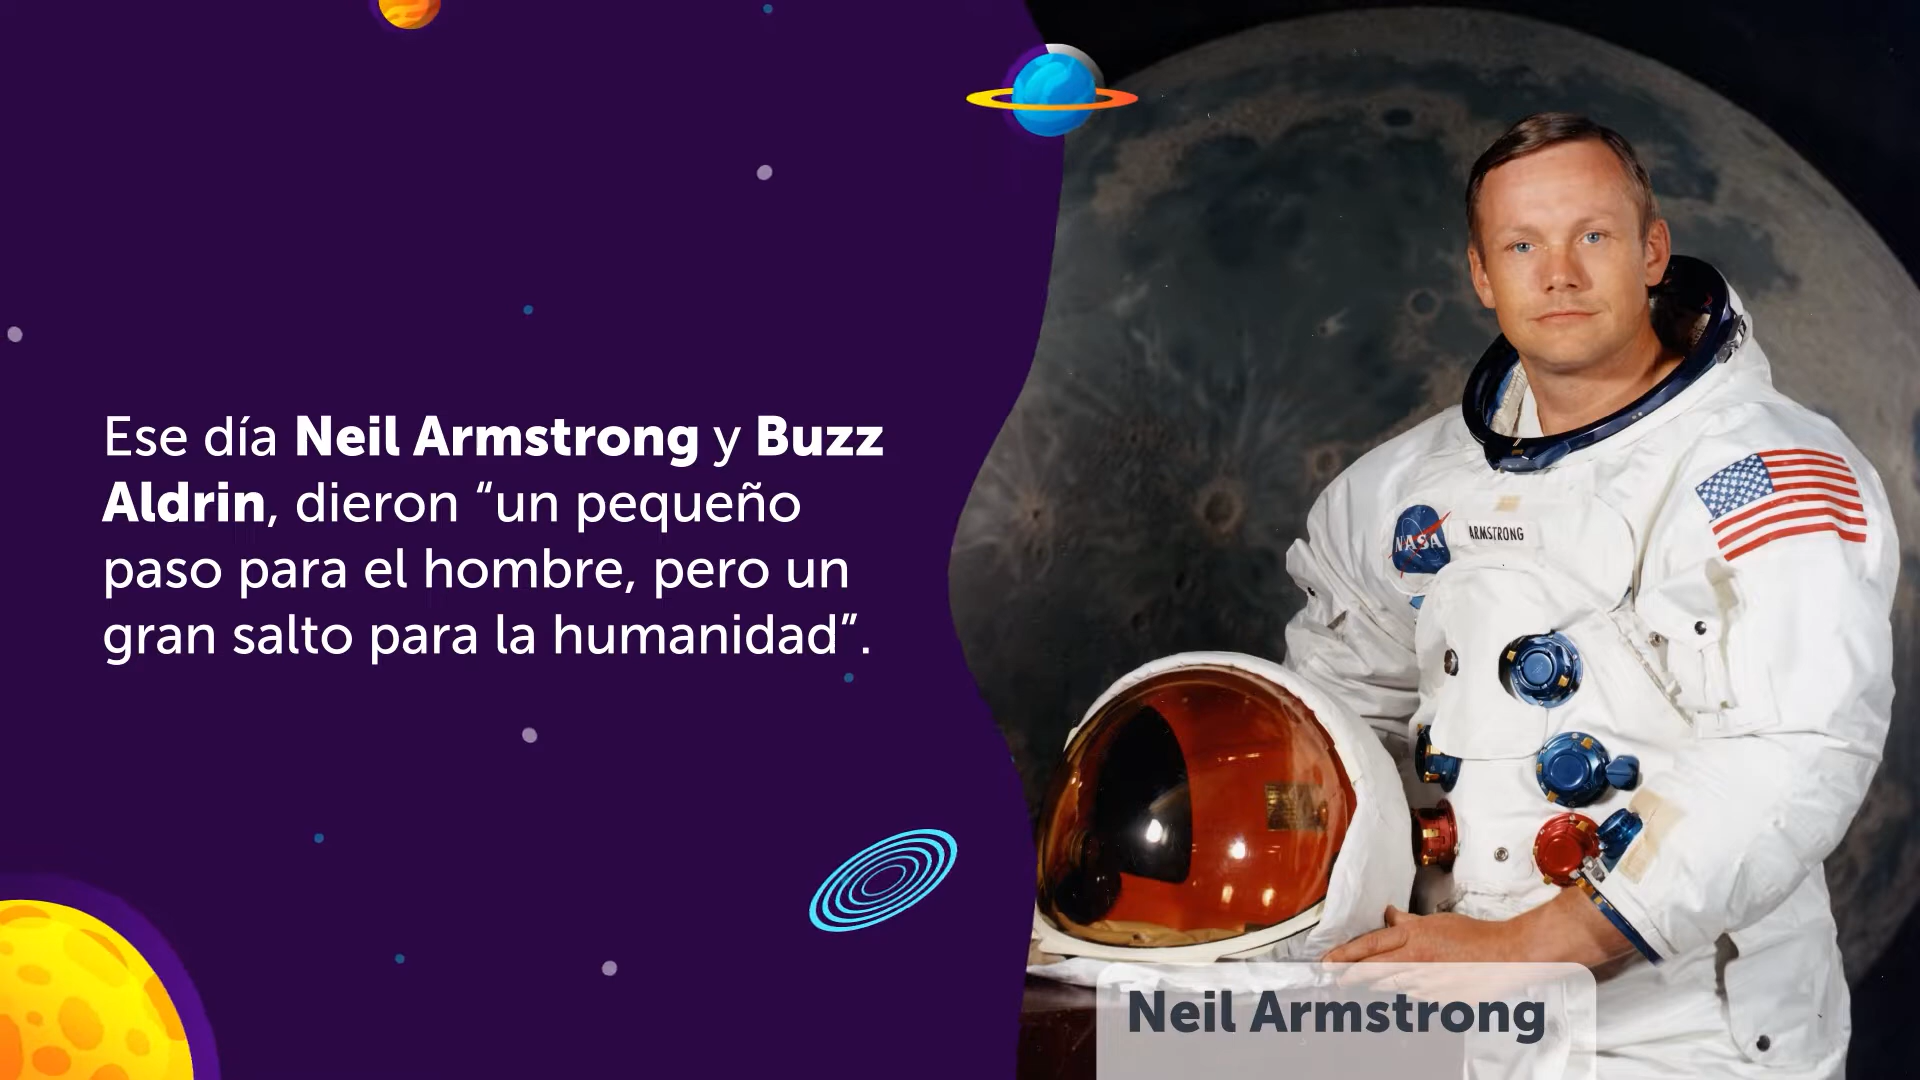 Ese día Neil Armstrong y Buzz
Aldrin, dieron “un pequeño
paso para el hombre, pero un
gran salto para la humanidad”.
NASA
ARMSTRONG
Neil Armstrong